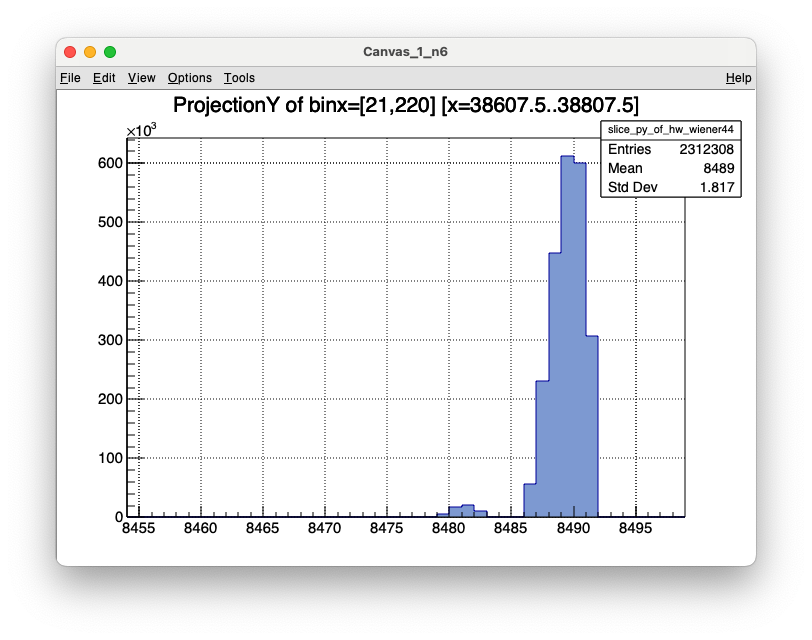 Canvas_1_n6
File Edit View Options Tools Help
ProjectionY of binx=[21,220] [x=38607.5..38807.5]
×10³
slice_py_of_hw_wiener44
Entries 2312308
Mean 8489
Std Dev 1.817
600
500
400
300
200
100
0
8455 8460 8465 8470 8475 8480 8485 8490 8495